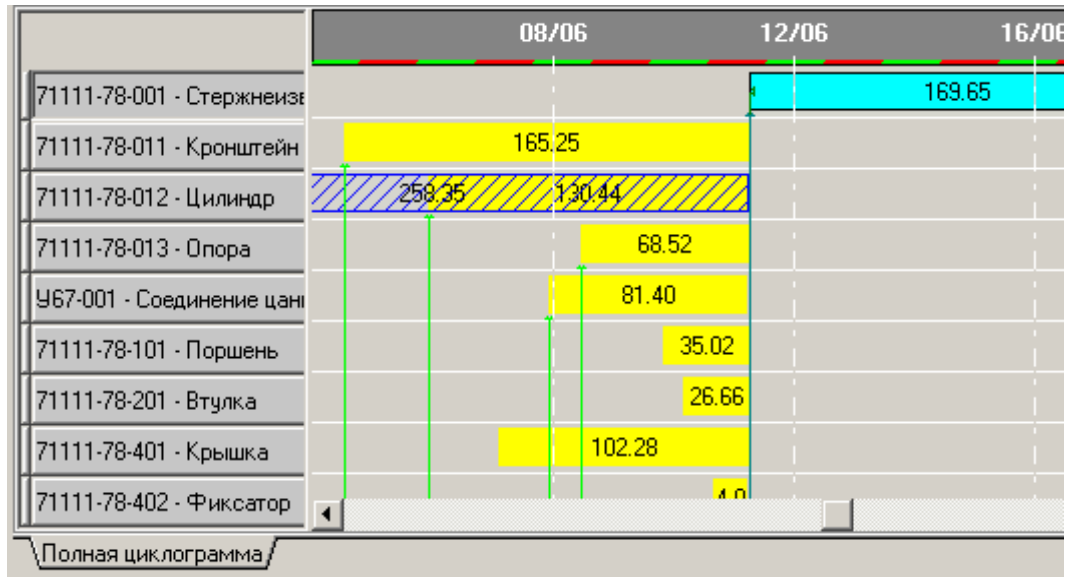 08/06 12/06 16/06
71111-78-001 - Стержнеизв 169.65
71111-78-011 - Кронштейн 165.25
71111-78-012 - Цилиндр 258.35 130.44
71111-78-013 - Опора 68.52
У67-001 - Соединение цан 81.40
71111-78-101 - Поршень 35.02
71111-78-201 - Втулка 26.66
71111-78-401 - Крышка 102.28
71111-78-402 - Фиксатор 4.0
Полная циклограмма